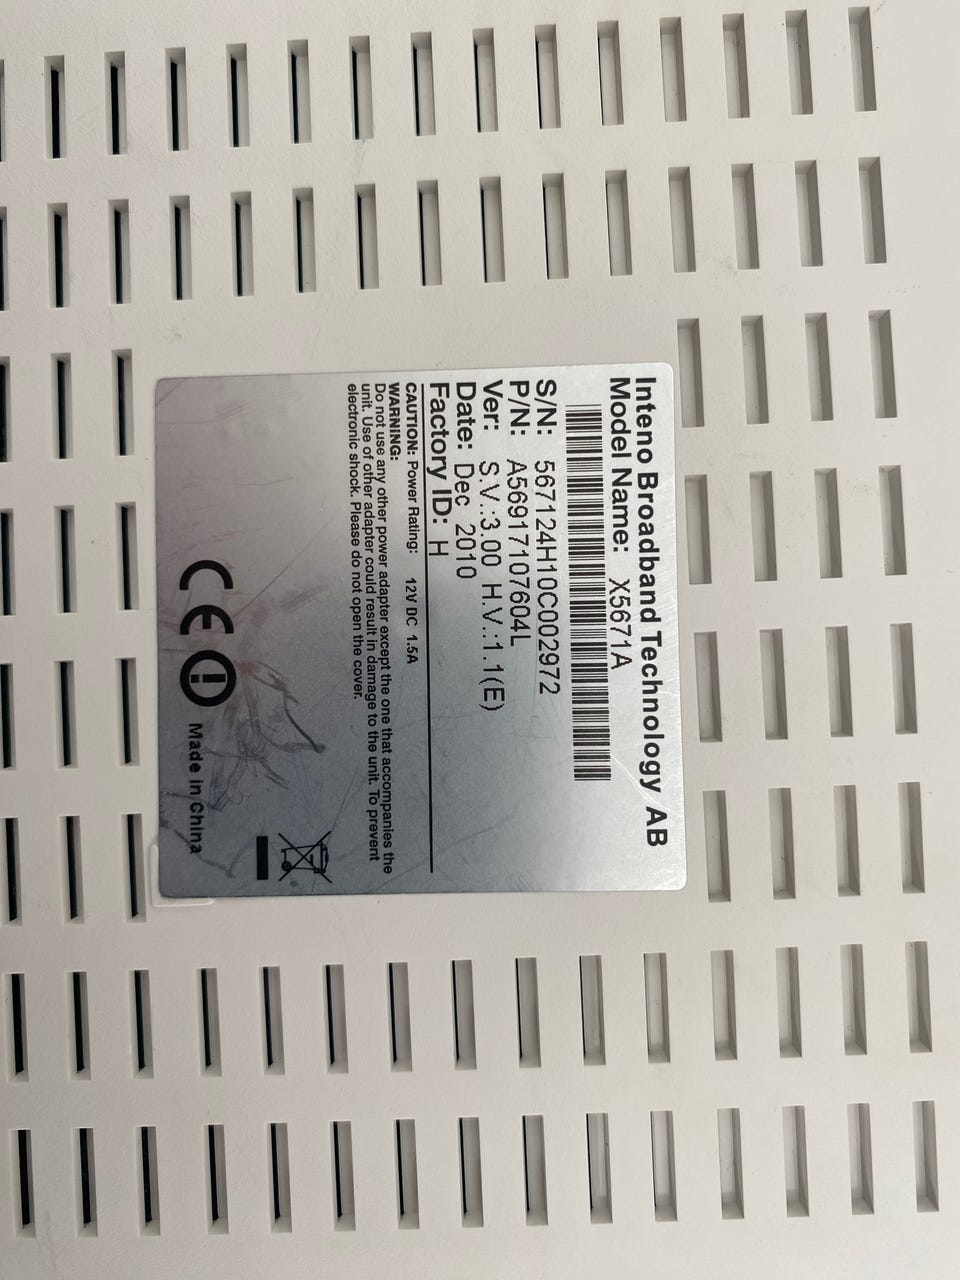 Inteno Broadband Technology AB
Model Name: X5671A
S/N: 567124H10C002972
P/N: A56917107604L
Ver: S.V.:3.00 H.V.:1.1(E)
Date: Dec 2010
Factory ID: H
CAUTION: Power Rating: 12V DC 1.5A
WARNING:
Do not use any other power adapter except the one that accompanies the
unit. Use of other adapter could result in damage to the unit. To prevent
electronic shock. Please do not open the cover.
CE Made in China